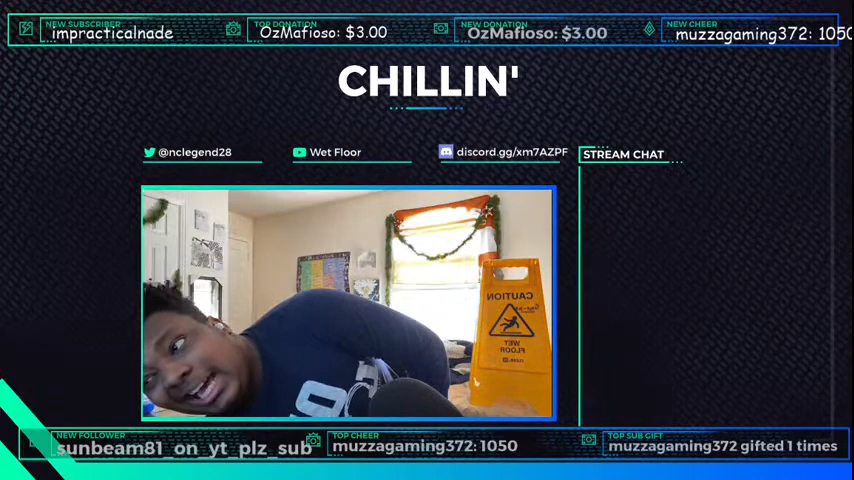 NEW SUBSCRIBER
impracticalnade
TOP DONATION
OzMafioso: $3.00
NEW DONATION
OzMafioso: $3.00
NEW CHEER
muzzagaming372: 1050
CHILLIN'
@nclegend28
Wet Floor
discord.gg/xm7AZPF
STREAM CHAT
CAUTION
WET
FLOOR
NEW FOLLOWER
sunbeam81_on_yt_plz_sub
TOP CHEER
muzzagaming372: 1050
TOP SUB GIFT
muzzagaming372 gifted 1 times